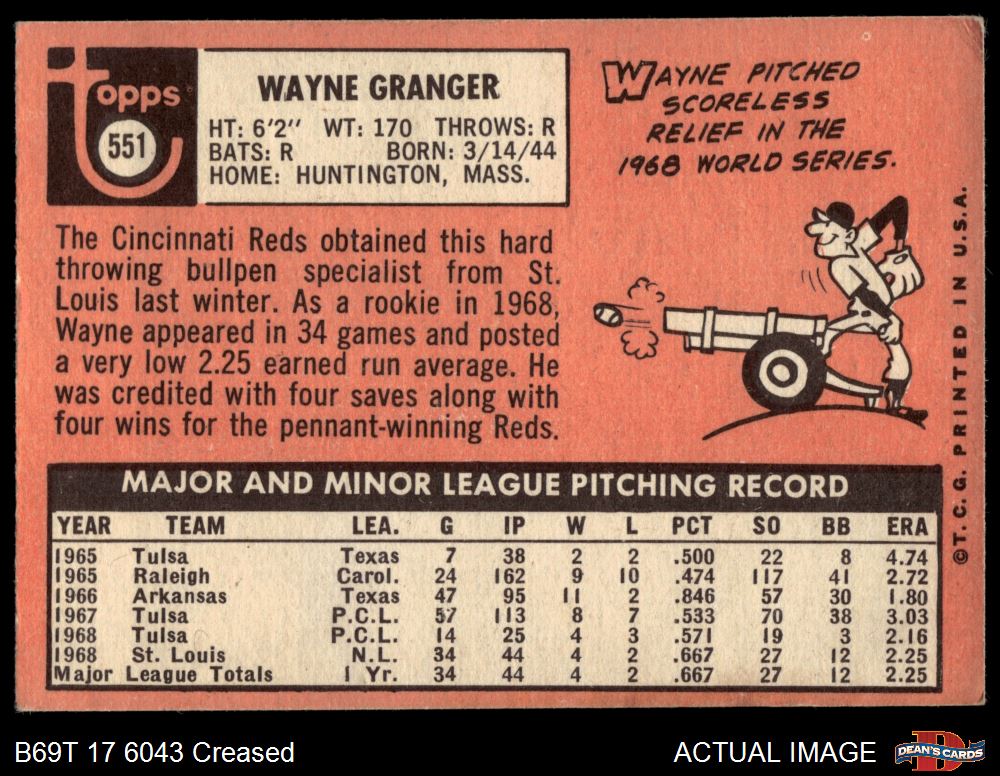 Topps
551
WAYNE GRANGER
HT: 6'2" WT: 170 THROWS: R
BATS: R BORN: 3/14/44
HOME: HUNTINGTON, MASS.
WAYNE PITCHED
SCORELESS
RELIEF IN THE
1968 WORLD SERIES.
The Cincinnati Reds obtained this hard
throwing bullpen specialist from St.
Louis last winter. As a rookie in 1968,
Wayne appeared in 34 games and posted
a very low 2.25 earned run average. He
was credited with four saves along with
four wins for the pennant-winning Reds.
©T. C. G. PRINTED IN U.S.A.
MAJOR AND MINOR LEAGUE PITCHING RECORD
YEAR TEAM LEA. G IP W L PCT SO BB ERA
1965 Tulsa Texas 7 38 2 2 .500 22 8 4.74
1965 Raleigh Carol. 24 162 9 10 .474 117 41 2.72
1966 Arkansas Texas 47 95 11 2 .846 57 30 1.80
1967 Tulsa P.C.L. 57 113 8 7 .533 70 38 3.03
1968 Tulsa P.C.L. 14 25 4 3 .571 19 3 2.16
1968 St. Louis N.L. 34 44 4 2 .667 27 12 2.25
Major League Totals 1 Yr. 34 44 4 2 .667 27 12 2.25
B69T 17 6043 Creased
ACTUAL IMAGE
D
DEAN'S CARDS